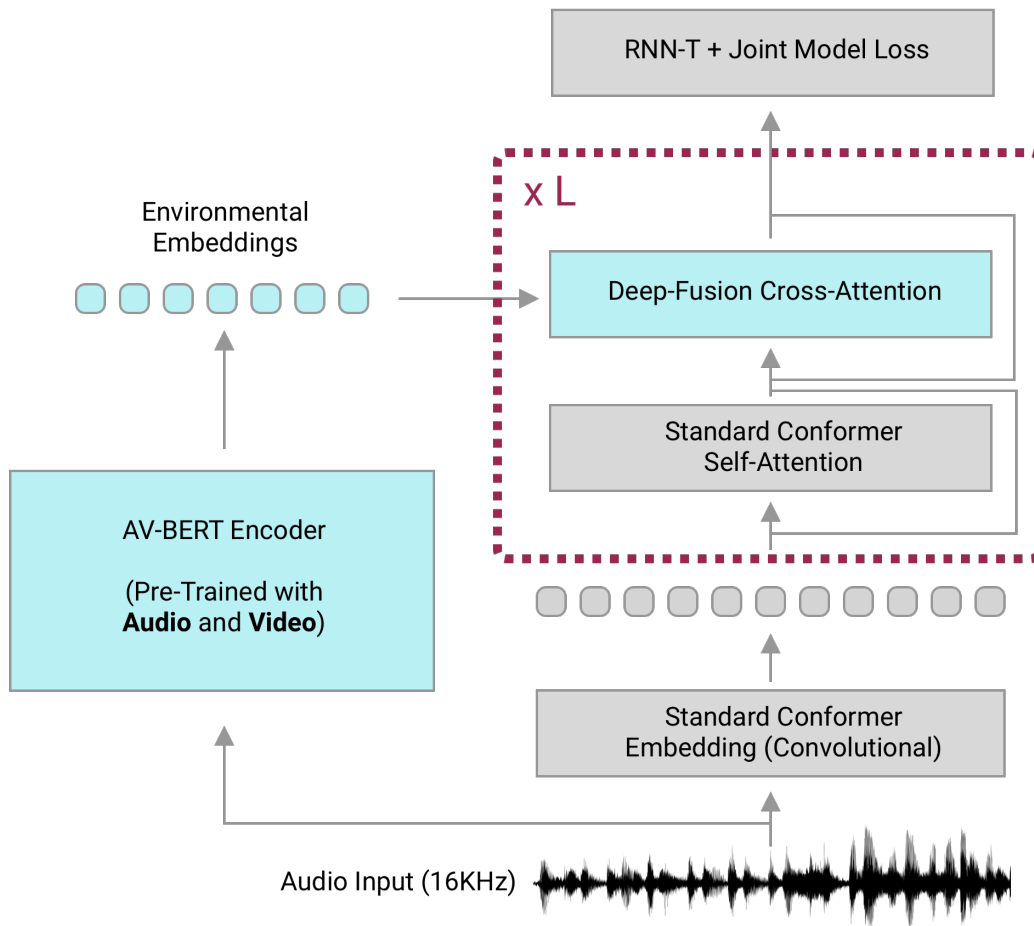 RNN-T + Joint Model Loss
x L
Environmental
Embeddings
Deep-Fusion Cross-Attention
Standard Conformer
Self-Attention
AV-BERT Encoder
(Pre-Trained with
Audio and Video)
Standard Conformer
Embedding (Convolutional)
Audio Input (16KHz)